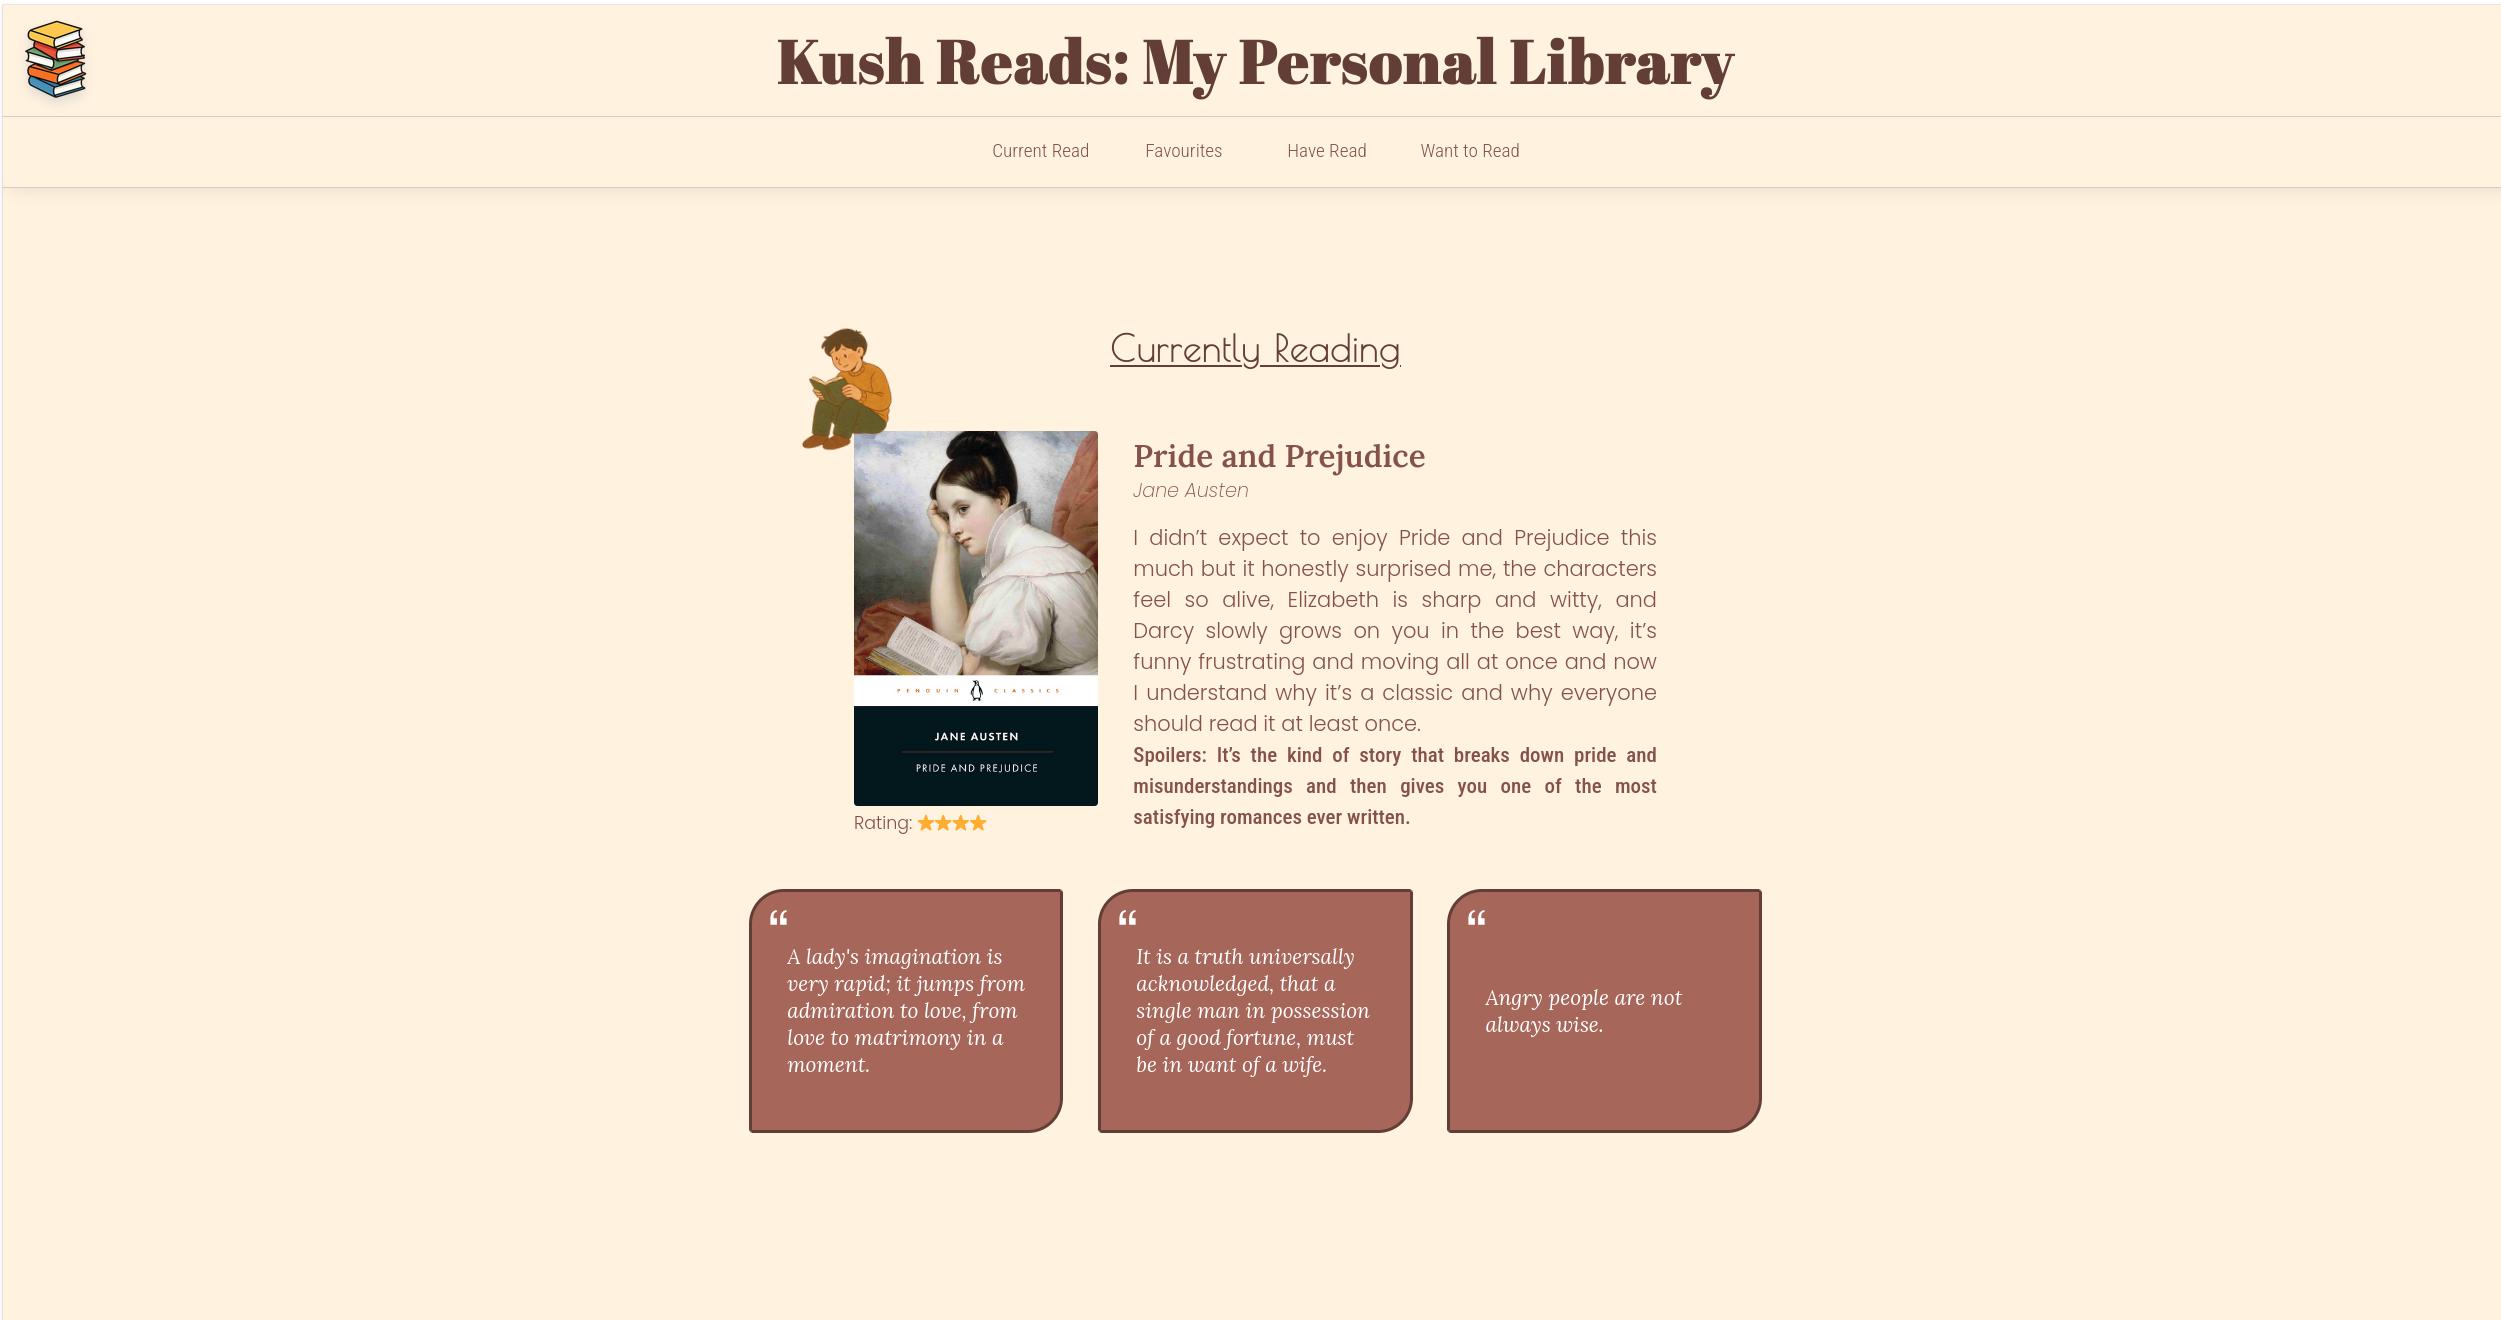 Kush Reads: My Personal Library
Current Read
Favourites
Have Read
Want to Read
Currently Reading
PENGUIN CLASSICS
JANE AUSTEN
PRIDE AND PREJUDICE
Rating: ★★★★
Pride and Prejudice
Jane Austen
I didn’t expect to enjoy Pride and Prejudice this
much but it honestly surprised me, the characters
feel so alive, Elizabeth is sharp and witty, and
Darcy slowly grows on you in the best way, it’s
funny frustrating and moving all at once and now
I understand why it’s a classic and why everyone
should read it at least once.
Spoilers: It’s the kind of story that breaks down pride and
misunderstandings and then gives you one of the most
satisfying romances ever written.
“
A lady's imagination is
very rapid; it jumps from
admiration to love, from
love to matrimony in a
moment.
“
It is a truth universally
acknowledged, that a
single man in possession
of a good fortune, must
be in want of a wife.
“
Angry people are not
always wise.